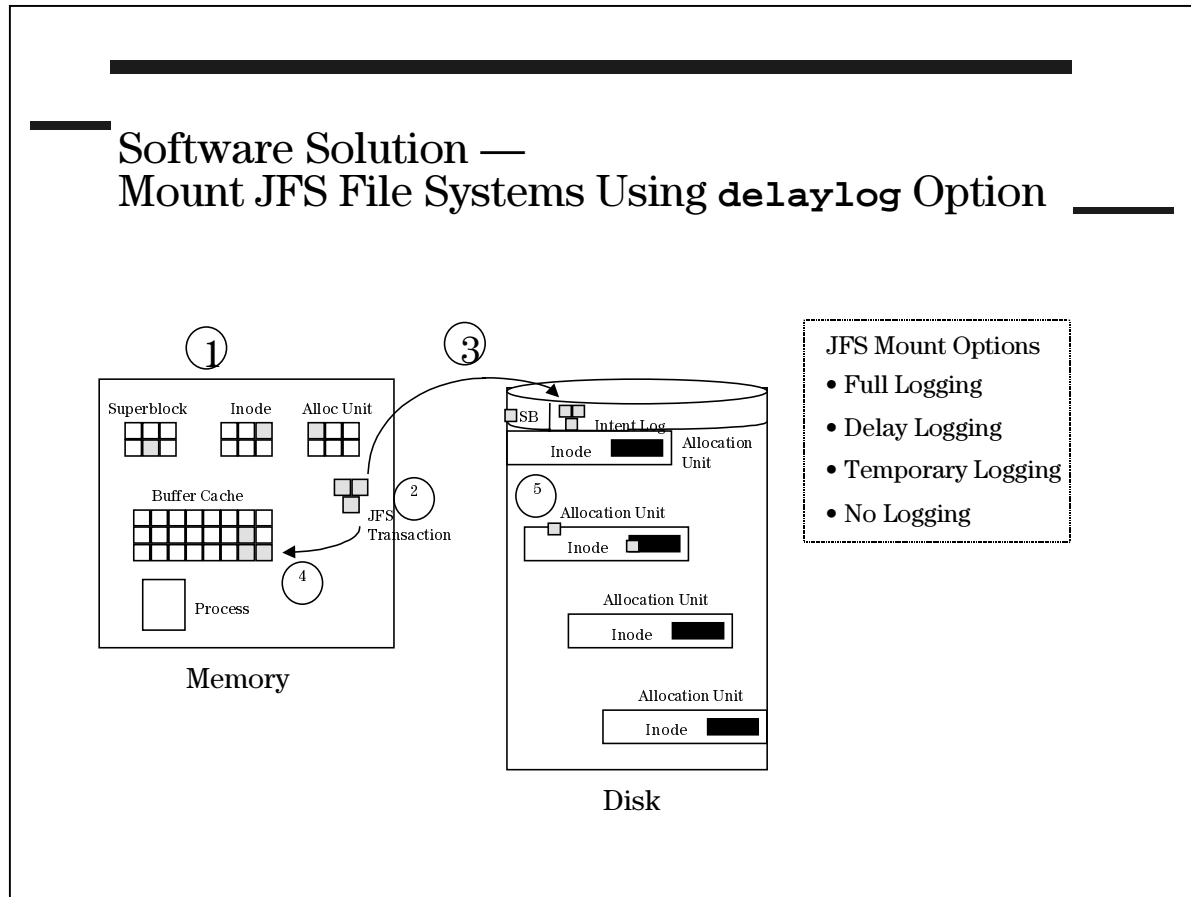 Software Solution —
Mount JFS File Systems Using delaylog Option
1
3
Superblock
Inode
Alloc Unit
Buffer Cache
2
JFS
Transaction
4
Process
Memory
SB
Intent Log
Inode
Allocation
Unit
5
Allocation Unit
Inode
Allocation Unit
Inode
Allocation Unit
Inode
Disk
JFS Mount Options
• Full Logging
• Delay Logging
• Temporary Logging
• No Logging